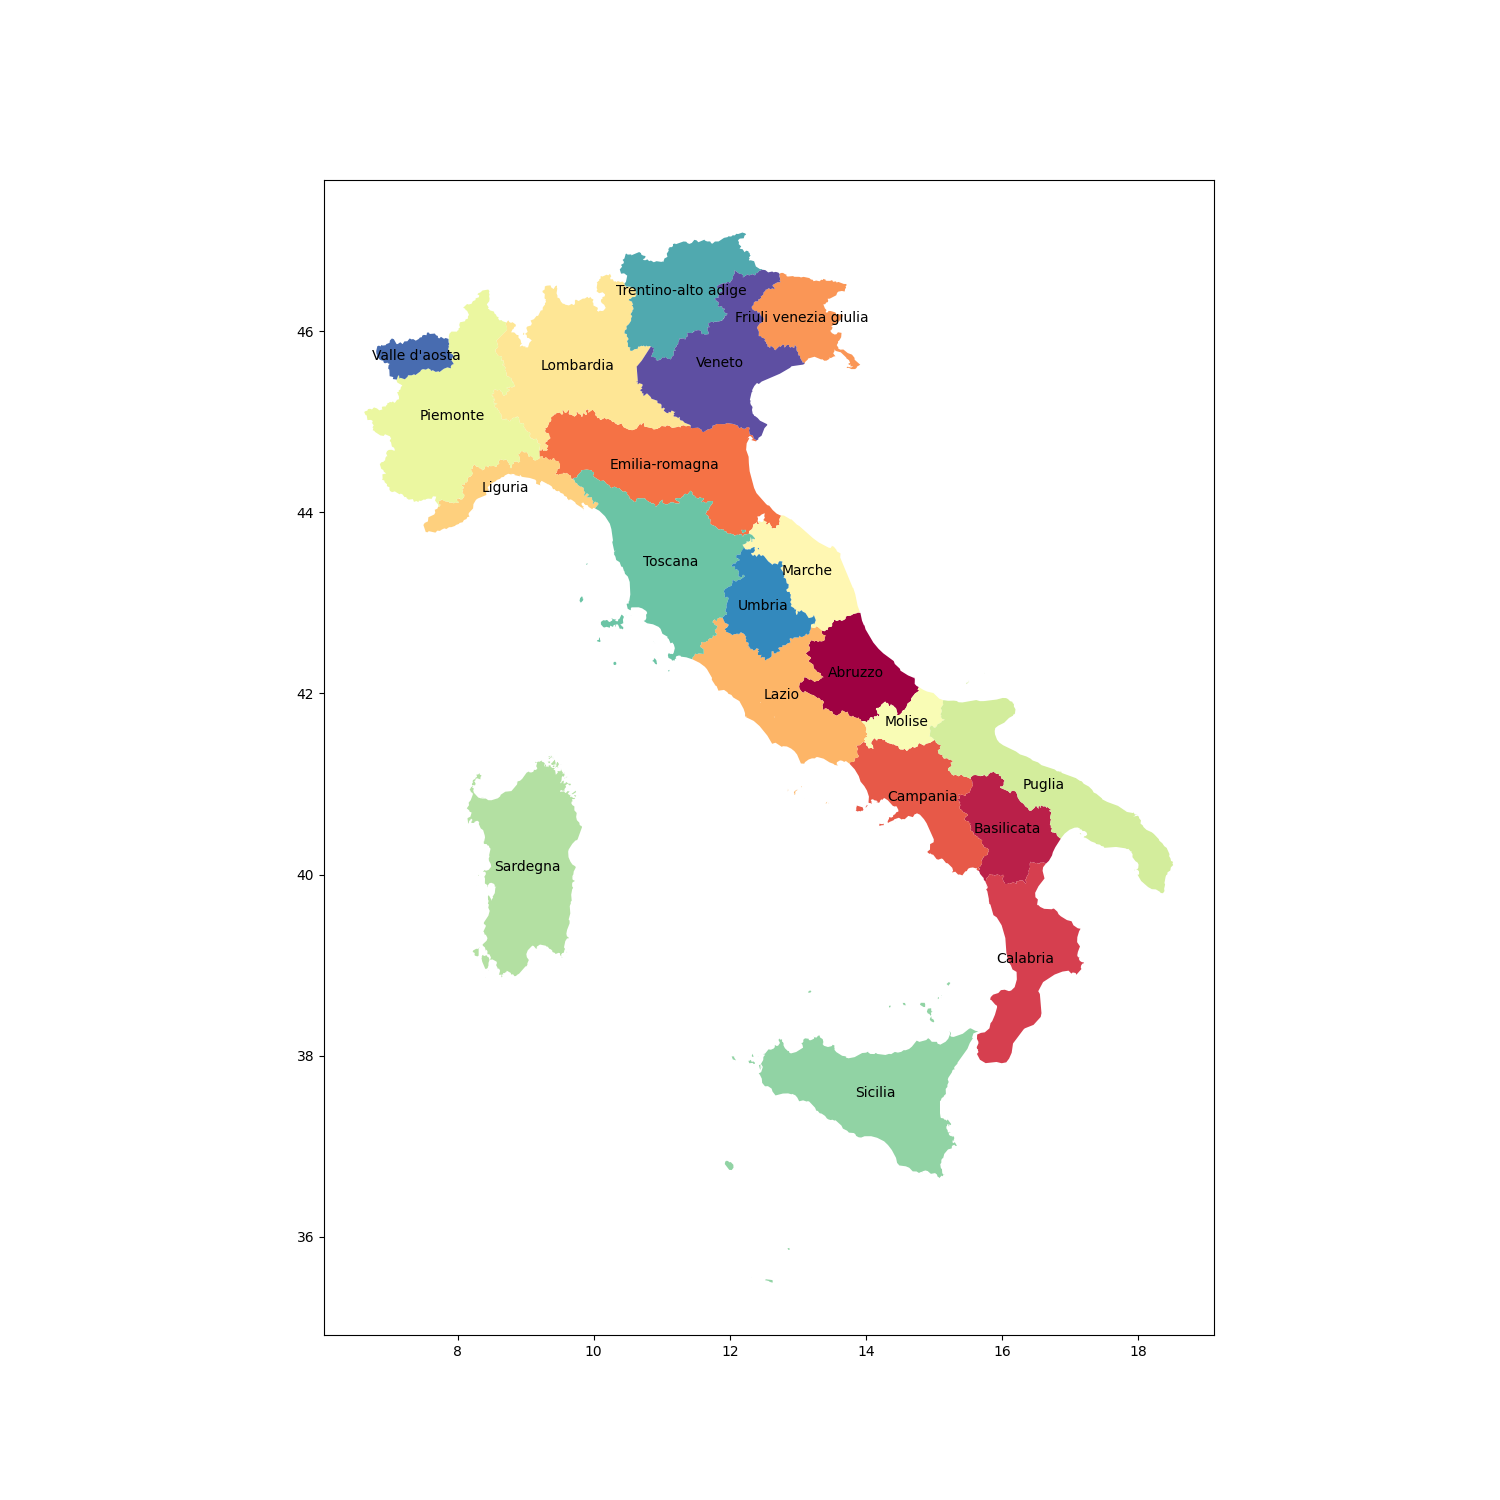 Trentino-alto adige
Friuli venezia giulia
Valle d'aosta
Lombardia
Veneto
Piemonte
Emilia-romagna
Liguria
Toscana
Marche
Umbria
Abruzzo
Lazio
Molise
Puglia
Campania
Basilicata
Sardegna
Calabria
Sicilia
46
44
42
40
38
36
8
10
12
14
16
18